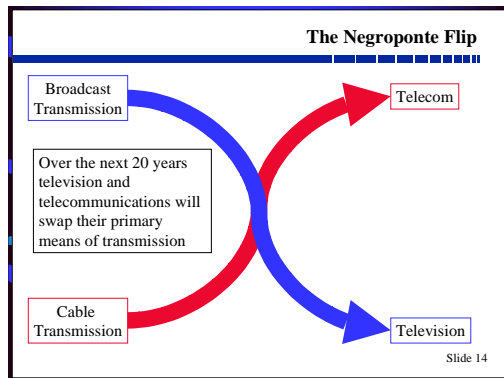 The Negroponte Flip
Broadcast
Transmission
Telecom
Over the next 20 years
television and
telecommunications will
swap their primary
means of transmission
Cable
Transmission
Television
Slide 14